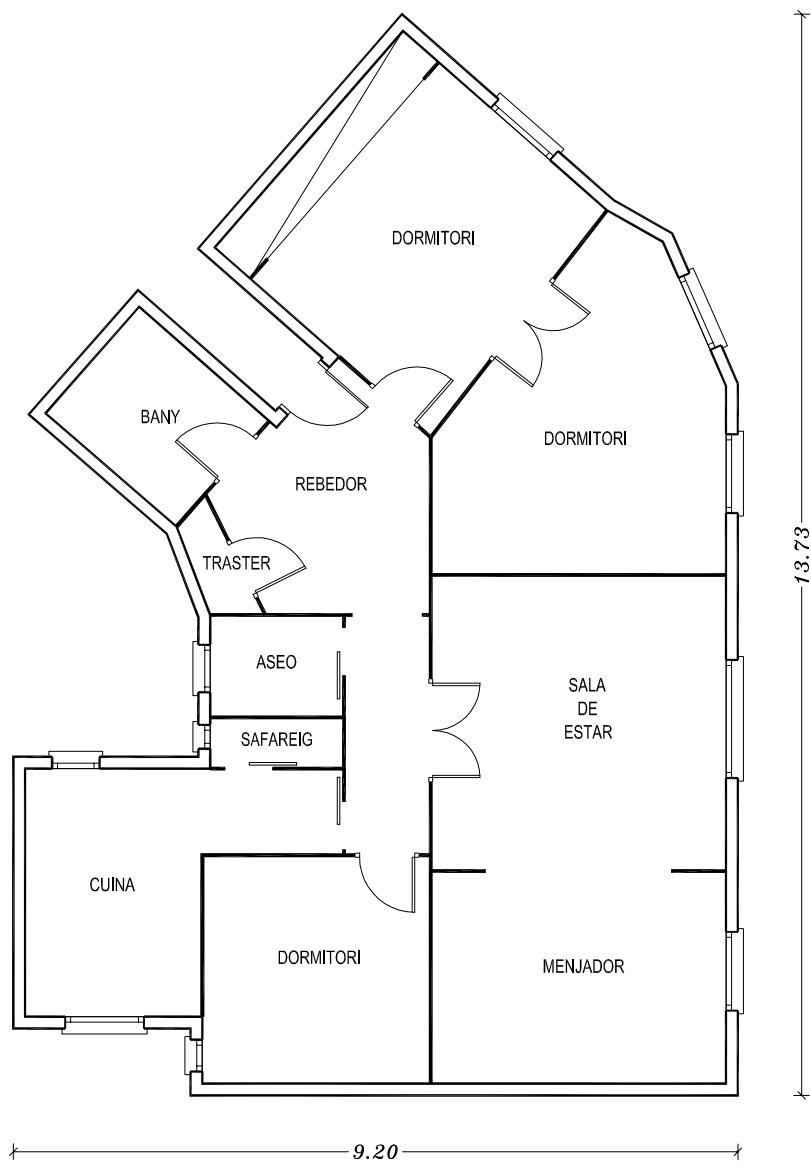 DORMITORI
BANY
DORMITORI
REBEDOR
TRASTER
ASEO
SALA
DE
ESTAR
SAFAREIG
CUINA
DORMITORI
MENJADOR
13.73
9.20